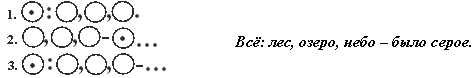 1. ⊙ : ○, ○, ○.
2. ○, ○, ○ - ⊙ ...
Всё: лес, озеро, небо – было серое.
3. ⊙ : ○, ○, ○ - ...